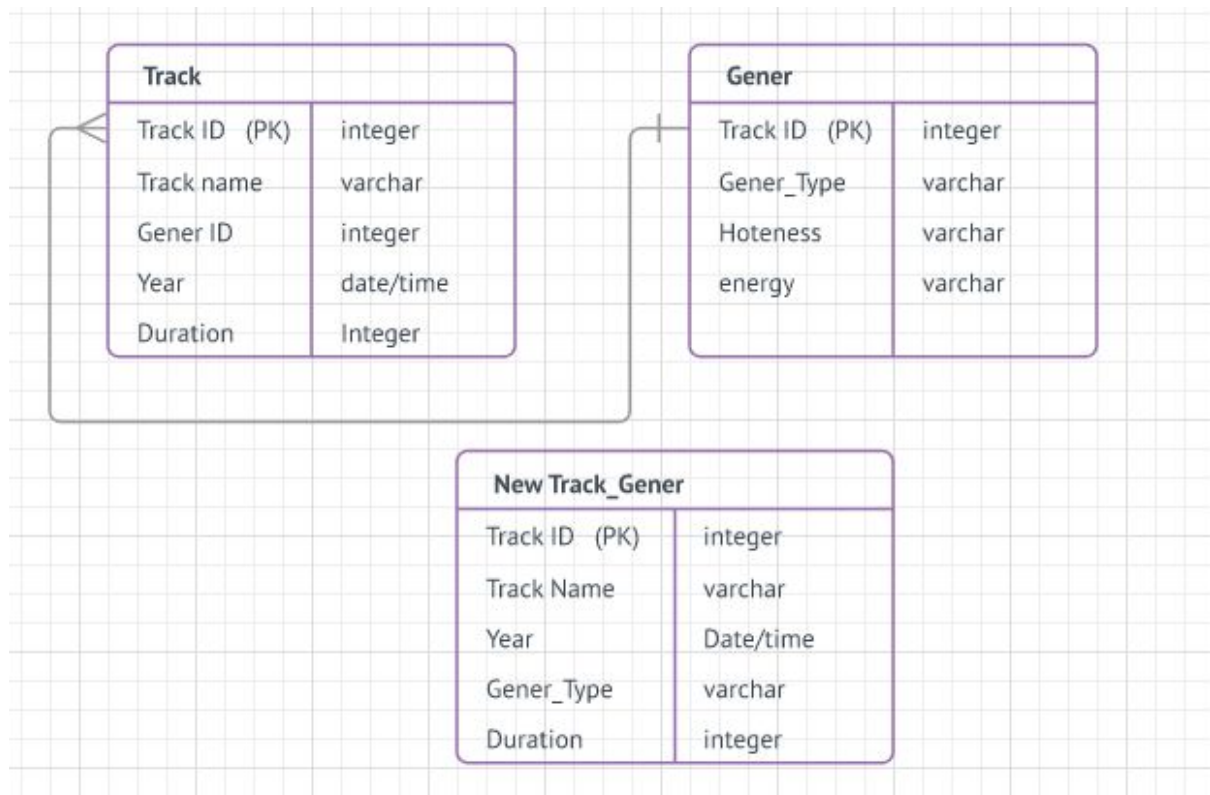 Track
Track ID (PK) integer
Track name varchar
Gener ID integer
Year date/time
Duration Integer
Gener
Track ID (PK) integer
Gener_Type varchar
Hoteness varchar
energy varchar
New Track_Gener
Track ID (PK) integer
Track Name varchar
Year Date/time
Gener_Type varchar
Duration integer